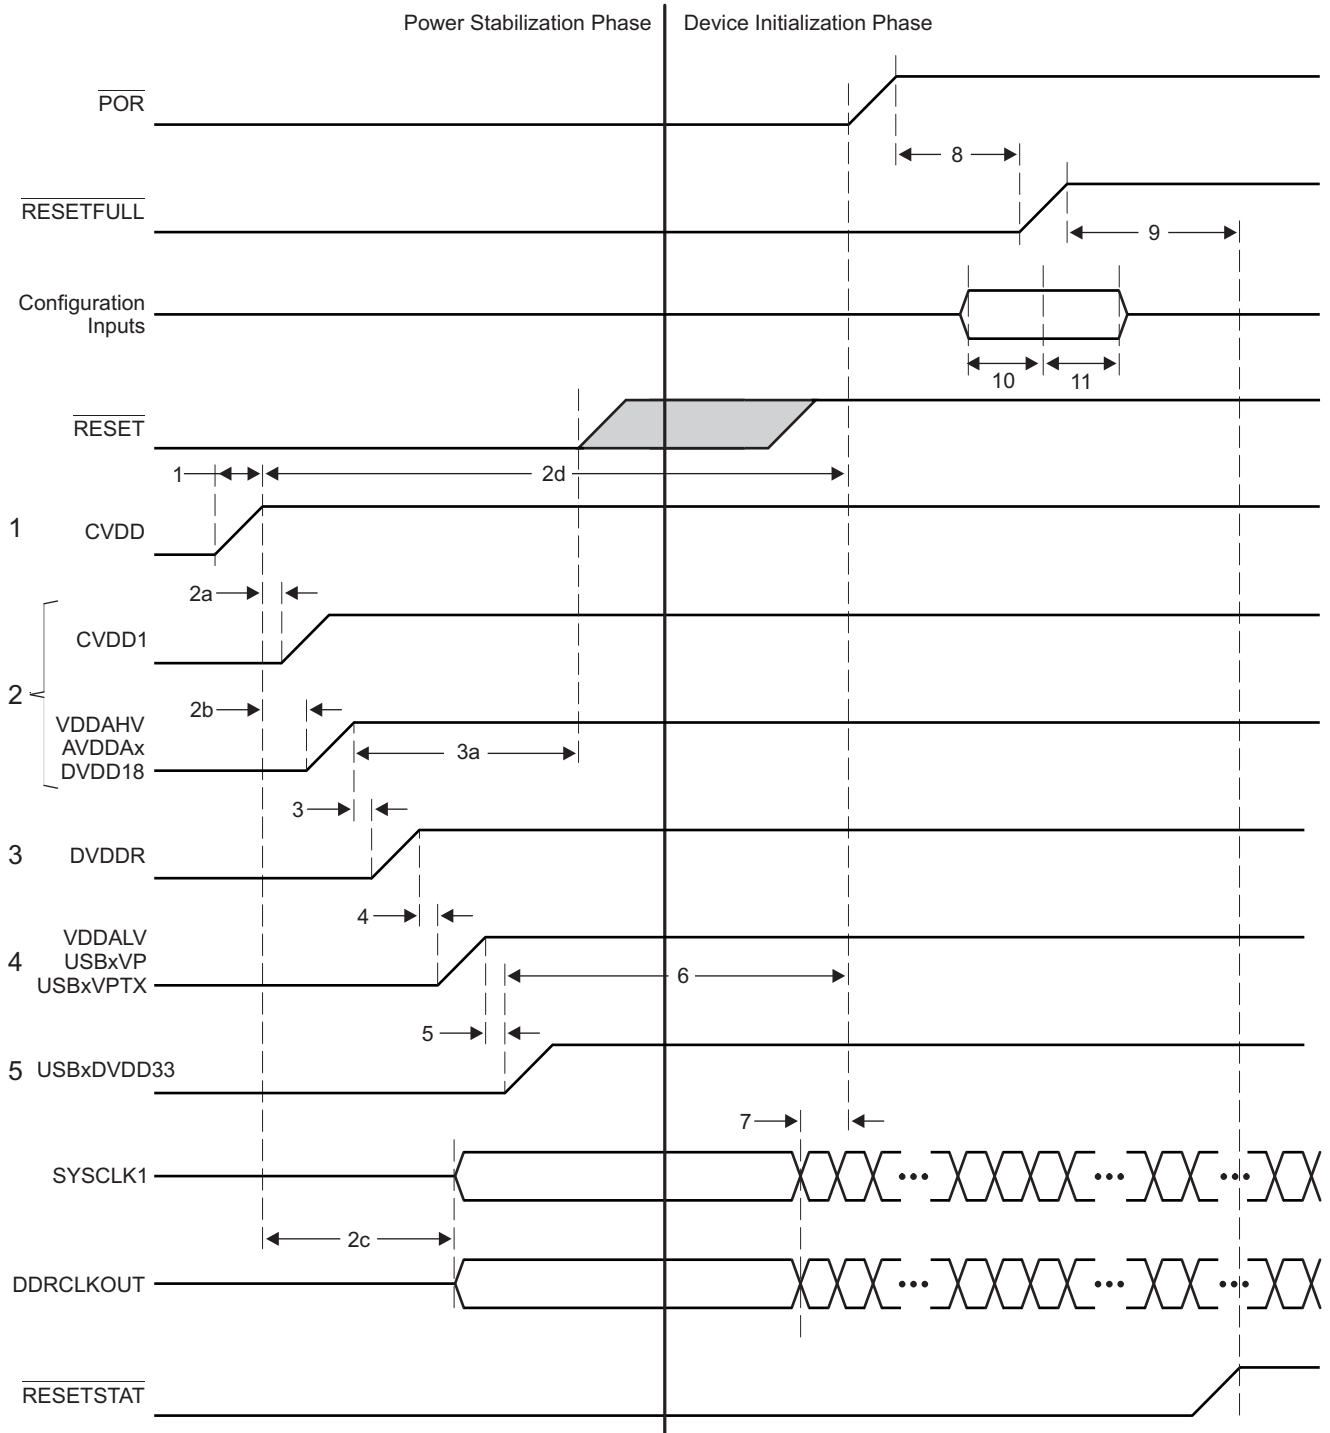 Power Stabilization Phase
Device Initialization Phase
POR
8
RESETFULL
9
Configuration
Inputs
10
11
RESET
1
2d
1
CVDD
2a
CVDD1
2
2b
VDDAHV
AVDDAx
DVDD18
3a
3
3
DVDDR
4
4
VDDALV
USBxVP
USBxVPTX
6
5
5
USBxDVDD33
7
SYSCLK1
2c
DDRCLKOUT
RESETSTAT